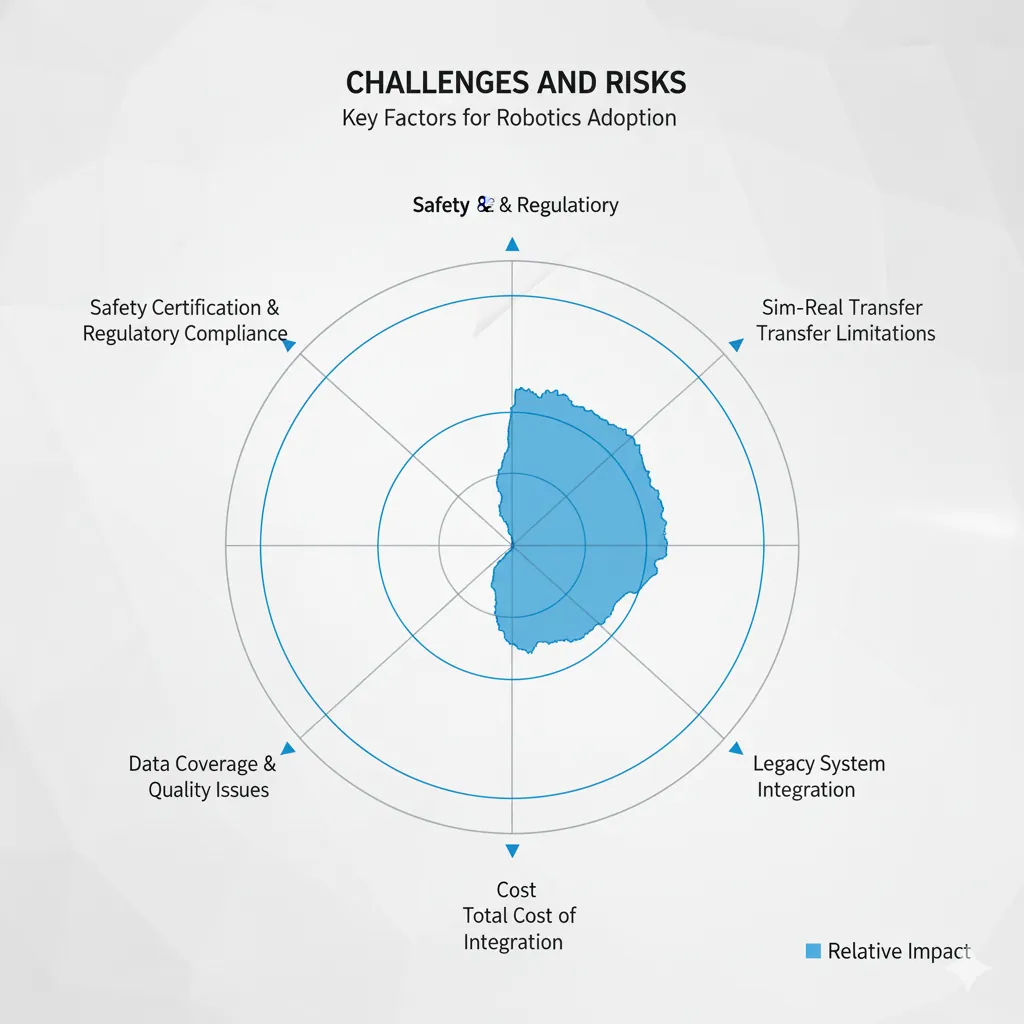 CHALLENGES AND RISKS
Key Factors for Robotics Adoption
Safety & & Regulatiory
Safety Certification &
Regulatory Compliance
Sim-Real Transfer
Transfer Limitations
Data Coverage &
Quality Issues
Legacy System
Integration
Cost
Total Cost of
Integration
Relative Impact